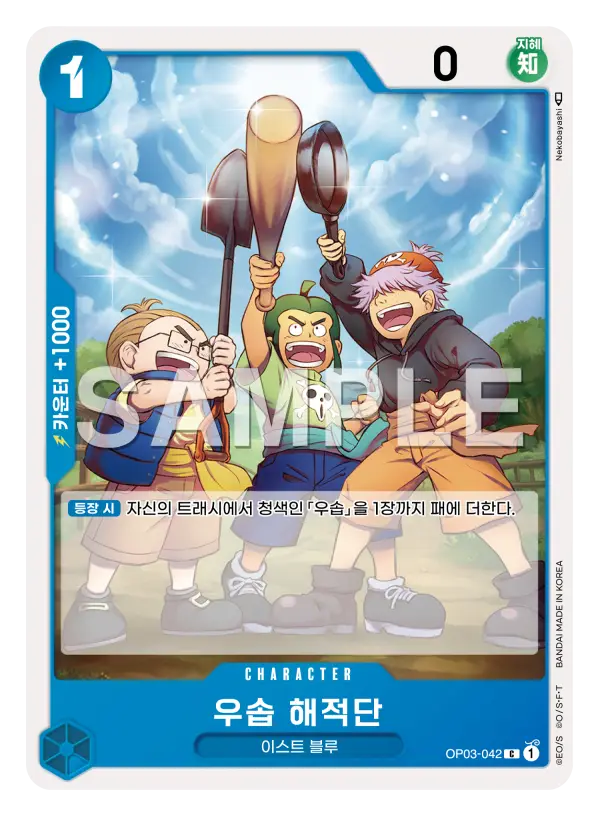 1
0
지혜
知
Nekobayashi
카운터 +1000
SAMPLE
등장 시 자신의 트래시에서 청색인 「우솝」을 1장까지 패에 더한다.
CHARACTER
우솝 해적단
이스트 블루
OP03-042 C 1
©EO/S ©O/S·F·T BANDAI MADE IN KOREA